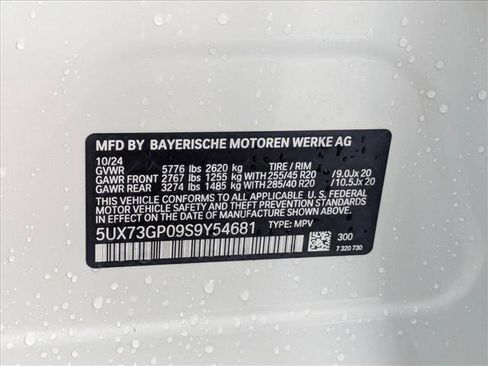 MFD BY BAYERISCHE MOTOREN WERKE AG
10/24
GVWR 5776 lbs 2620 kg TIRE / RIM
GAWR FRONT 2767 lbs 1255 kg WITH 255/45 R20 /9.0Jx 20
GAWR REAR 3274 lbs 1485 kg WITH 285/40 R20 /10.5Jx 20
THIS VEHICLE CONFORMS TO ALL APPLICABLE U. S. FEDERAL
MOTOR VEHICLE SAFETY AND THEFT PREVENTION STANDARDS
IN EFFECT ON THE DATE OF MANUFACTURE SHOWN ABOVE.
5UX73GP09S9Y54681 TYPE: MPV
300
7 320 730